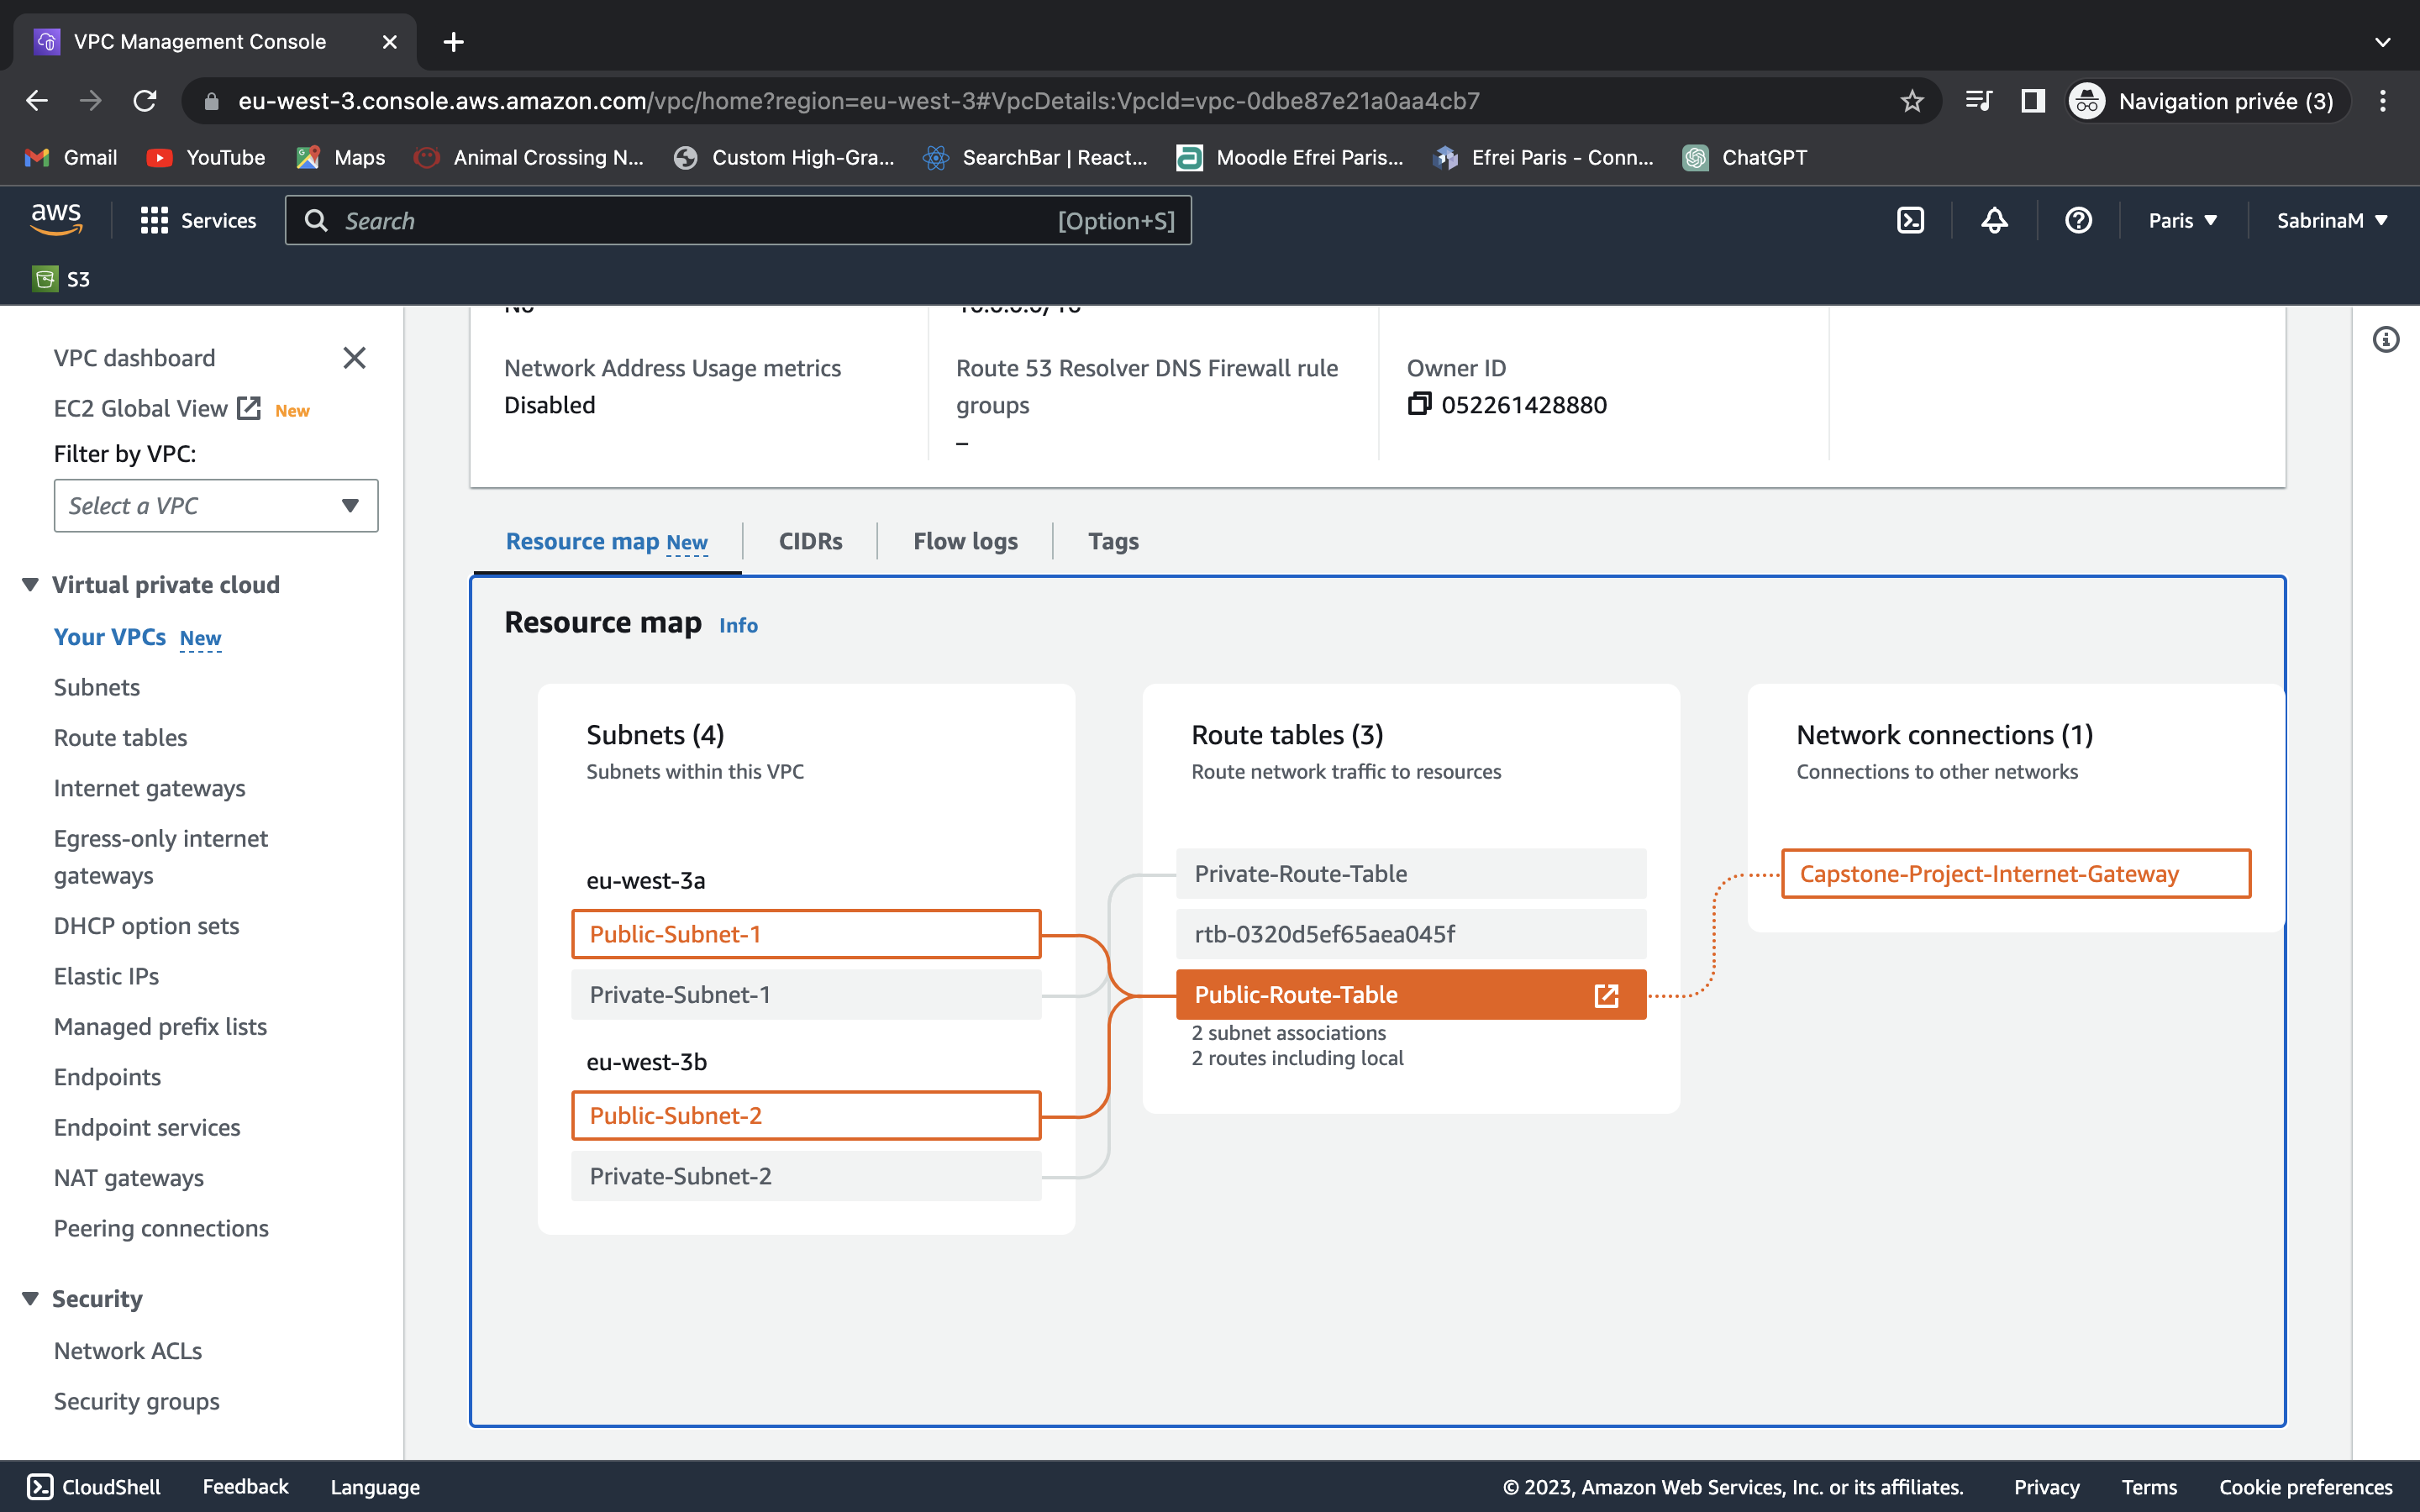 VPC Management Console
eu-west-3.console.aws.amazon.com/vpc/home?region=eu-west-3#VpcDetails:VpcId=vpc-0dbe87e21a0aa4cb7
Navigation privée (3)
Gmail
YouTube
Maps
Animal Crossing N...
Custom High-Gra...
SearchBar | React...
Moodle Efrei Paris...
Efrei Paris - Conn...
ChatGPT
aws
Services
Search
[Option+S]
Paris
SabrinaM
S3
VPC dashboard
EC2 Global View New
Filter by VPC:
Select a VPC
Virtual private cloud
Your VPCs New
Subnets
Route tables
Internet gateways
Egress-only internet
gateways
DHCP option sets
Elastic IPs
Managed prefix lists
Endpoints
Endpoint services
NAT gateways
Peering connections
Security
Network ACLs
Security groups
No
Network Address Usage metrics
Disabled
Route 53 Resolver DNS Firewall rule
groups
–
Owner ID
052261428880
Resource map New
CIDRs
Flow logs
Tags
Resource map Info
Subnets (4)
Subnets within this VPC
eu-west-3a
Public-Subnet-1
Private-Subnet-1
eu-west-3b
Public-Subnet-2
Private-Subnet-2
Route tables (3)
Route network traffic to resources
Private-Route-Table
rtb-0320d5ef65aea045f
Public-Route-Table
2 subnet associations
2 routes including local
Network connections (1)
Connections to other networks
Capstone-Project-Internet-Gateway
CloudShell
Feedback
Language
© 2023, Amazon Web Services, Inc. or its affiliates.
Privacy
Terms
Cookie preferences